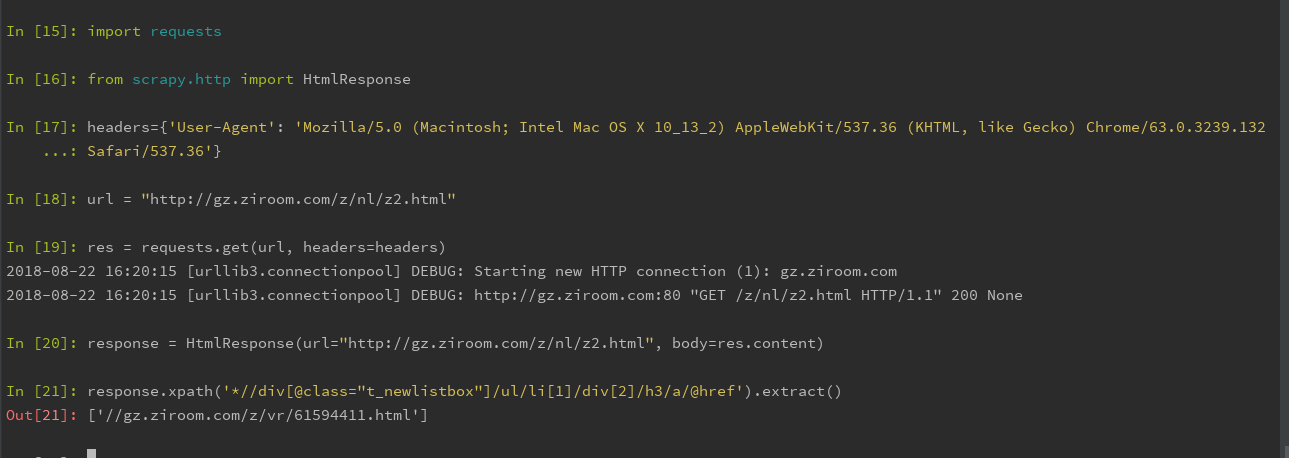 In [15]: import requests
In [16]: from scrapy.http import HtmlResponse
In [17]: headers={'User-Agent': 'Mozilla/5.0 (Macintosh; Intel Mac OS X 10_13_2) AppleWebKit/537.36 (KHTML, like Gecko) Chrome/63.0.3239.132
...: Safari/537.36'}
In [18]: url = "http://gz.ziroom.com/z/nl/z2.html"
In [19]: res = requests.get(url, headers=headers)
2018-08-22 16:20:15 [urllib3.connectionpool] DEBUG: Starting new HTTP connection (1): gz.ziroom.com
2018-08-22 16:20:15 [urllib3.connectionpool] DEBUG: http://gz.ziroom.com:80 "GET /z/nl/z2.html HTTP/1.1" 200 None
In [20]: response = HtmlResponse(url="http://gz.ziroom.com/z/nl/z2.html", body=res.content)
In [21]: response.xpath('*//div[@class="t_newlistbox"]/ul/li[1]/div[2]/h3/a/@href').extract()
Out[21]: ['//gz.ziroom.com/z/vr/61594411.html']